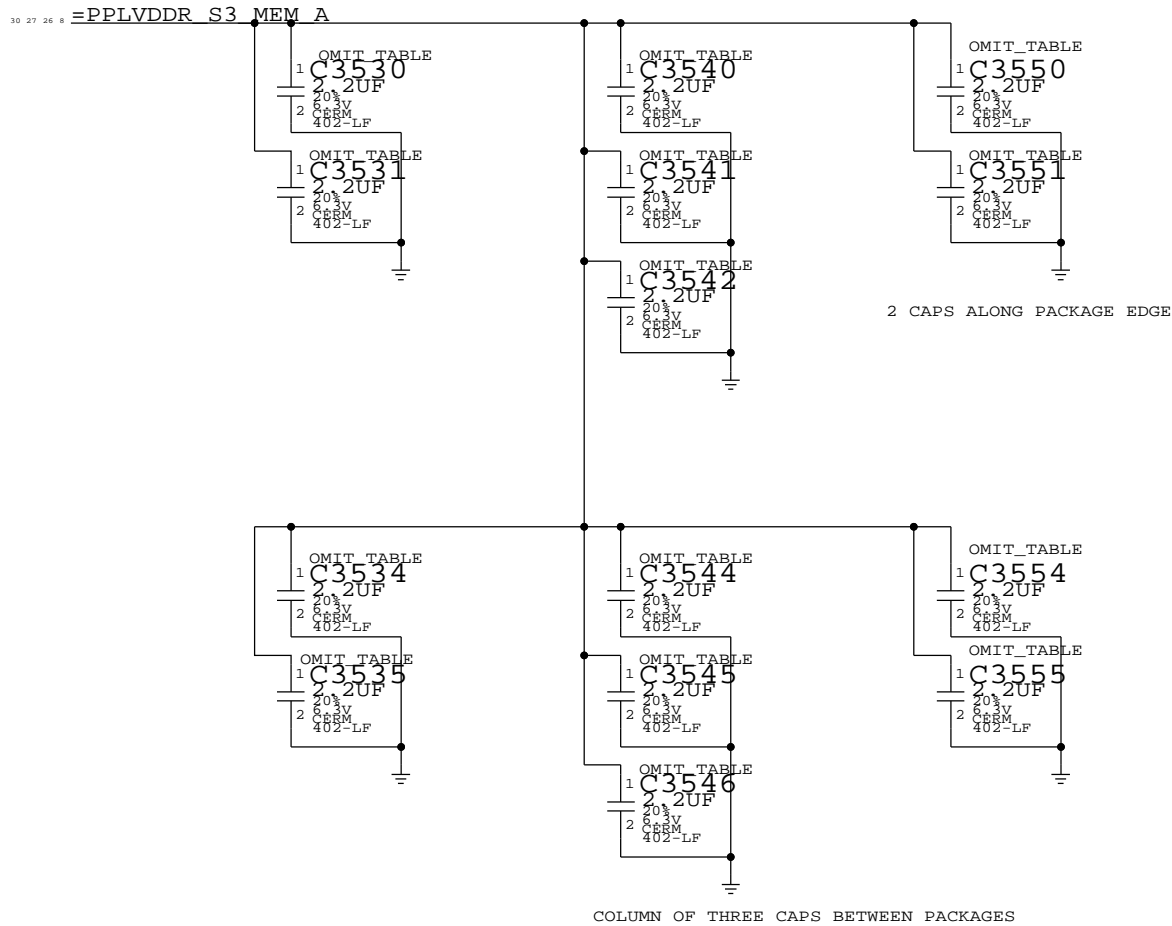 30 27 26 8 =PPLVDDR_S3_MEM_A
OMIT_TABLE
1 C3530
2.2UF
20%
6.3V
2 CERM
402-LF
OMIT_TABLE
1 C3531
2.2UF
20%
6.3V
2 CERM
402-LF
OMIT_TABLE
1 C3540
2.2UF
20%
6.3V
2 CERM
402-LF
OMIT_TABLE
1 C3541
2.2UF
20%
6.3V
2 CERM
402-LF
OMIT_TABLE
1 C3542
2.2UF
20%
6.3V
2 CERM
402-LF
OMIT_TABLE
1 C3550
2.2UF
20%
6.3V
2 CERM
402-LF
OMIT_TABLE
1 C3551
2.2UF
20%
6.3V
2 CERM
402-LF
2 CAPS ALONG PACKAGE EDGE
OMIT_TABLE
1 C3534
2.2UF
20%
6.3V
2 CERM
402-LF
OMIT_TABLE
1 C3535
2.2UF
20%
6.3V
2 CERM
402-LF
OMIT_TABLE
1 C3544
2.2UF
20%
6.3V
2 CERM
402-LF
OMIT_TABLE
1 C3545
2.2UF
20%
6.3V
2 CERM
402-LF
OMIT_TABLE
1 C3546
2.2UF
20%
6.3V
2 CERM
402-LF
OMIT_TABLE
1 C3554
2.2UF
20%
6.3V
2 CERM
402-LF
OMIT_TABLE
1 C3555
2.2UF
20%
6.3V
2 CERM
402-LF
COLUMN OF THREE CAPS BETWEEN PACKAGES